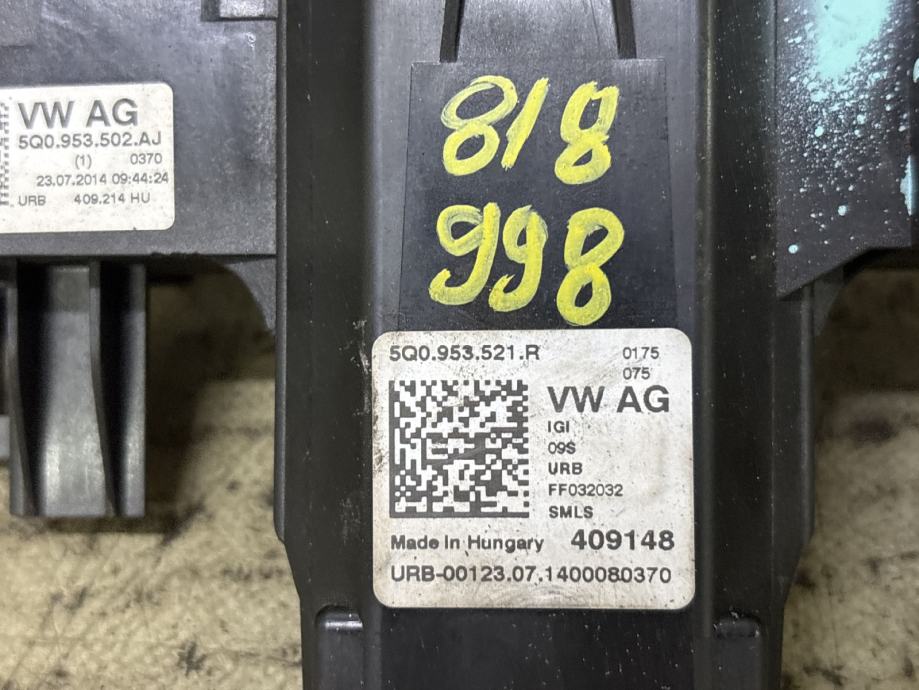 VW AG
5Q0.953.502.AJ
(1) 0370
23.07.2014 09:44:24
URB 409.214 HU
818
998
5Q0.953.521.R 0175
075
VW AG
IGI
09S
URB
FF032032
SMLS
Made In Hungary 409148
URB-00123.07.1400080370